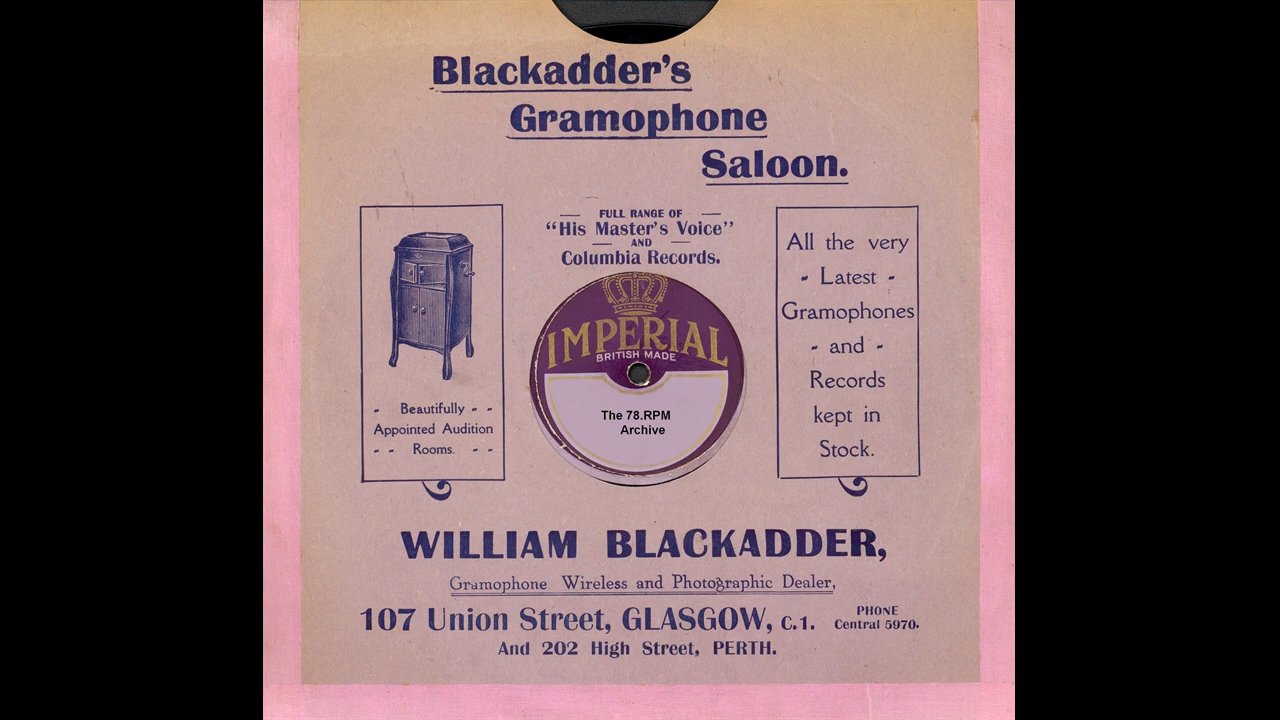 Blackadder's
Gramophone
Saloon.
FULL RANGE OF
"His Master's Voice"
AND
Columbia Records.
- Beautifully - -
Appointed Audition
- - Rooms. - -
IMPERIAL
BRITISH MADE
The 78.RPM
Archive
All the very
- Latest -
Gramophones
- and -
Records
kept in
Stock.
WILLIAM BLACKADDER,
Gramophone Wireless and Photographic Dealer,
107 Union Street, GLASGOW, C.1.
PHONE
Central 5970.
And 202 High Street, PERTH.